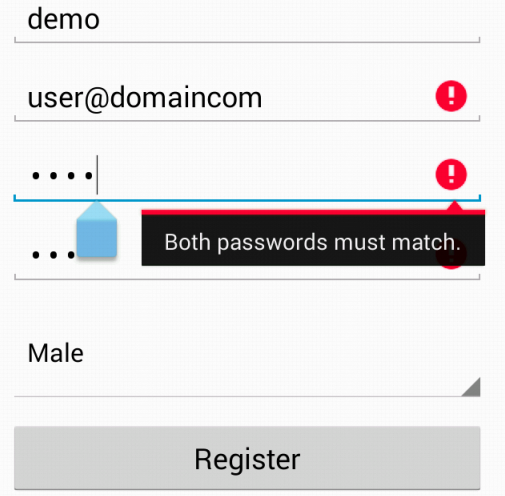 demo
user@domaincom
••••
Both passwords must match.
•••
Male
Register